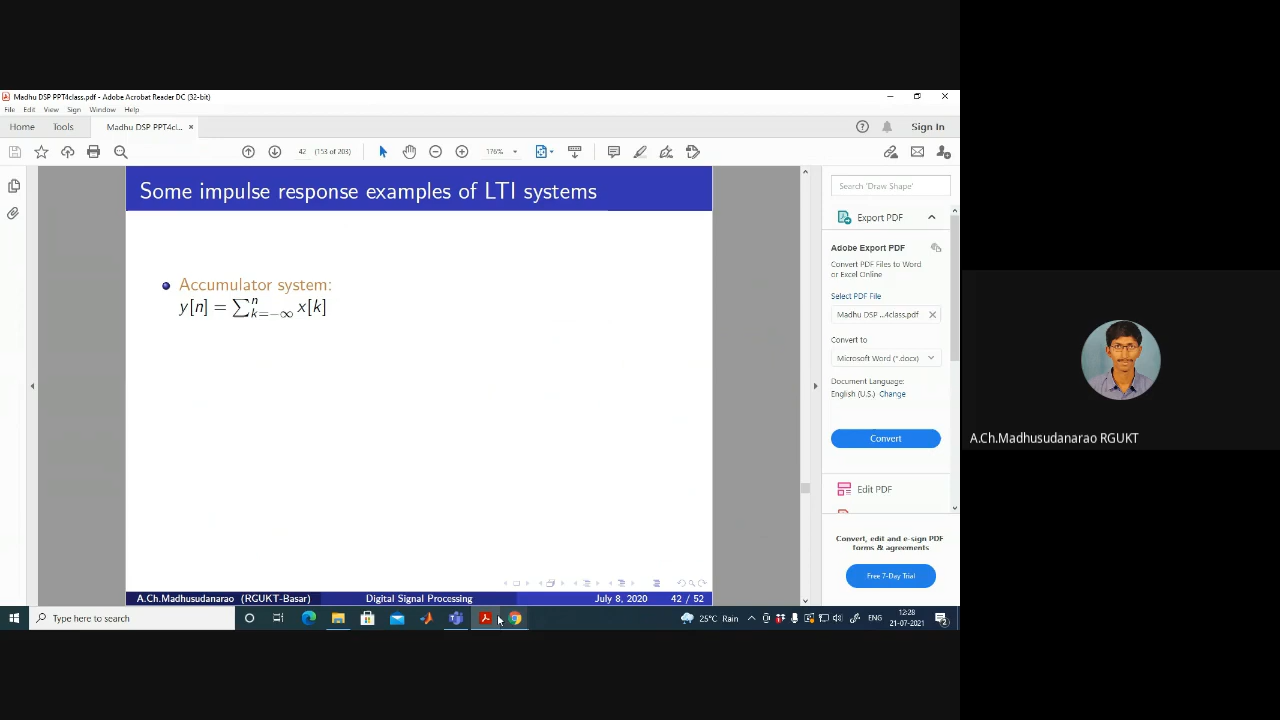 Madhu DSP PPT4class.pdf - Adobe Acrobat Reader DC (32-bit)
File Edit View Sign Window Help
Home Tools Madhu DSP PPT4cl... × Sign In
42 (153 of 203) 176%
Some impulse response examples of LTI systems
Accumulator system:
y[n] = ∑ⁿₖ₌₋∞ x[k]
A.Ch.Madhusudanarao (RGUKT-Basar) Digital Signal Processing July 8, 2020 42 / 52
Search 'Draw Shape'
Export PDF
Adobe Export PDF
Convert PDF Files to Word
or Excel Online
Select PDF File
Madhu DSP ...4class.pdf
Convert to
Microsoft Word (*.docx)
Document Language:
English (U.S.) Change
Convert
Edit PDF
Convert, edit and e-sign PDF
forms & agreements
Free 7-Day Trial
A.Ch.Madhusudanarao RGUKT
Type here to search
25°C Rain ENG 12:28
21-07-2021 2